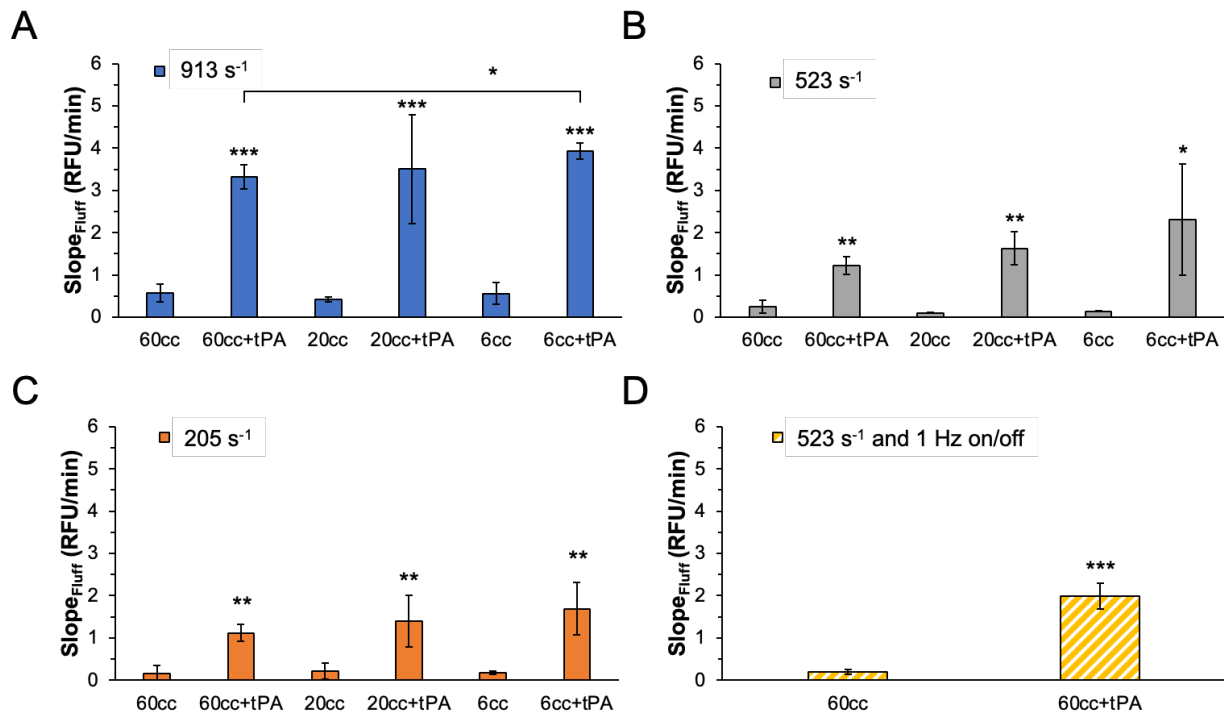 A
913 s⁻¹
*
***
***
***
6
5
4
3
2
1
0
Slope_Fluff (RFU/min)
60cc 60cc+tPA 20cc 20cc+tPA 6cc 6cc+tPA
B
523 s⁻¹
**
**
*
6
5
4
3
2
1
0
Slope_Fluff (RFU/min)
60cc 60cc+tPA 20cc 20cc+tPA 6cc 6cc+tPA
C
205 s⁻¹
**
**
**
6
5
4
3
2
1
0
Slope_Fluff (RFU/min)
60cc 60cc+tPA 20cc 20cc+tPA 6cc 6cc+tPA
D
523 s⁻¹ and 1 Hz on/off
***
6
5
4
3
2
1
0
Slope_Fluff (RFU/min)
60cc 60cc+tPA